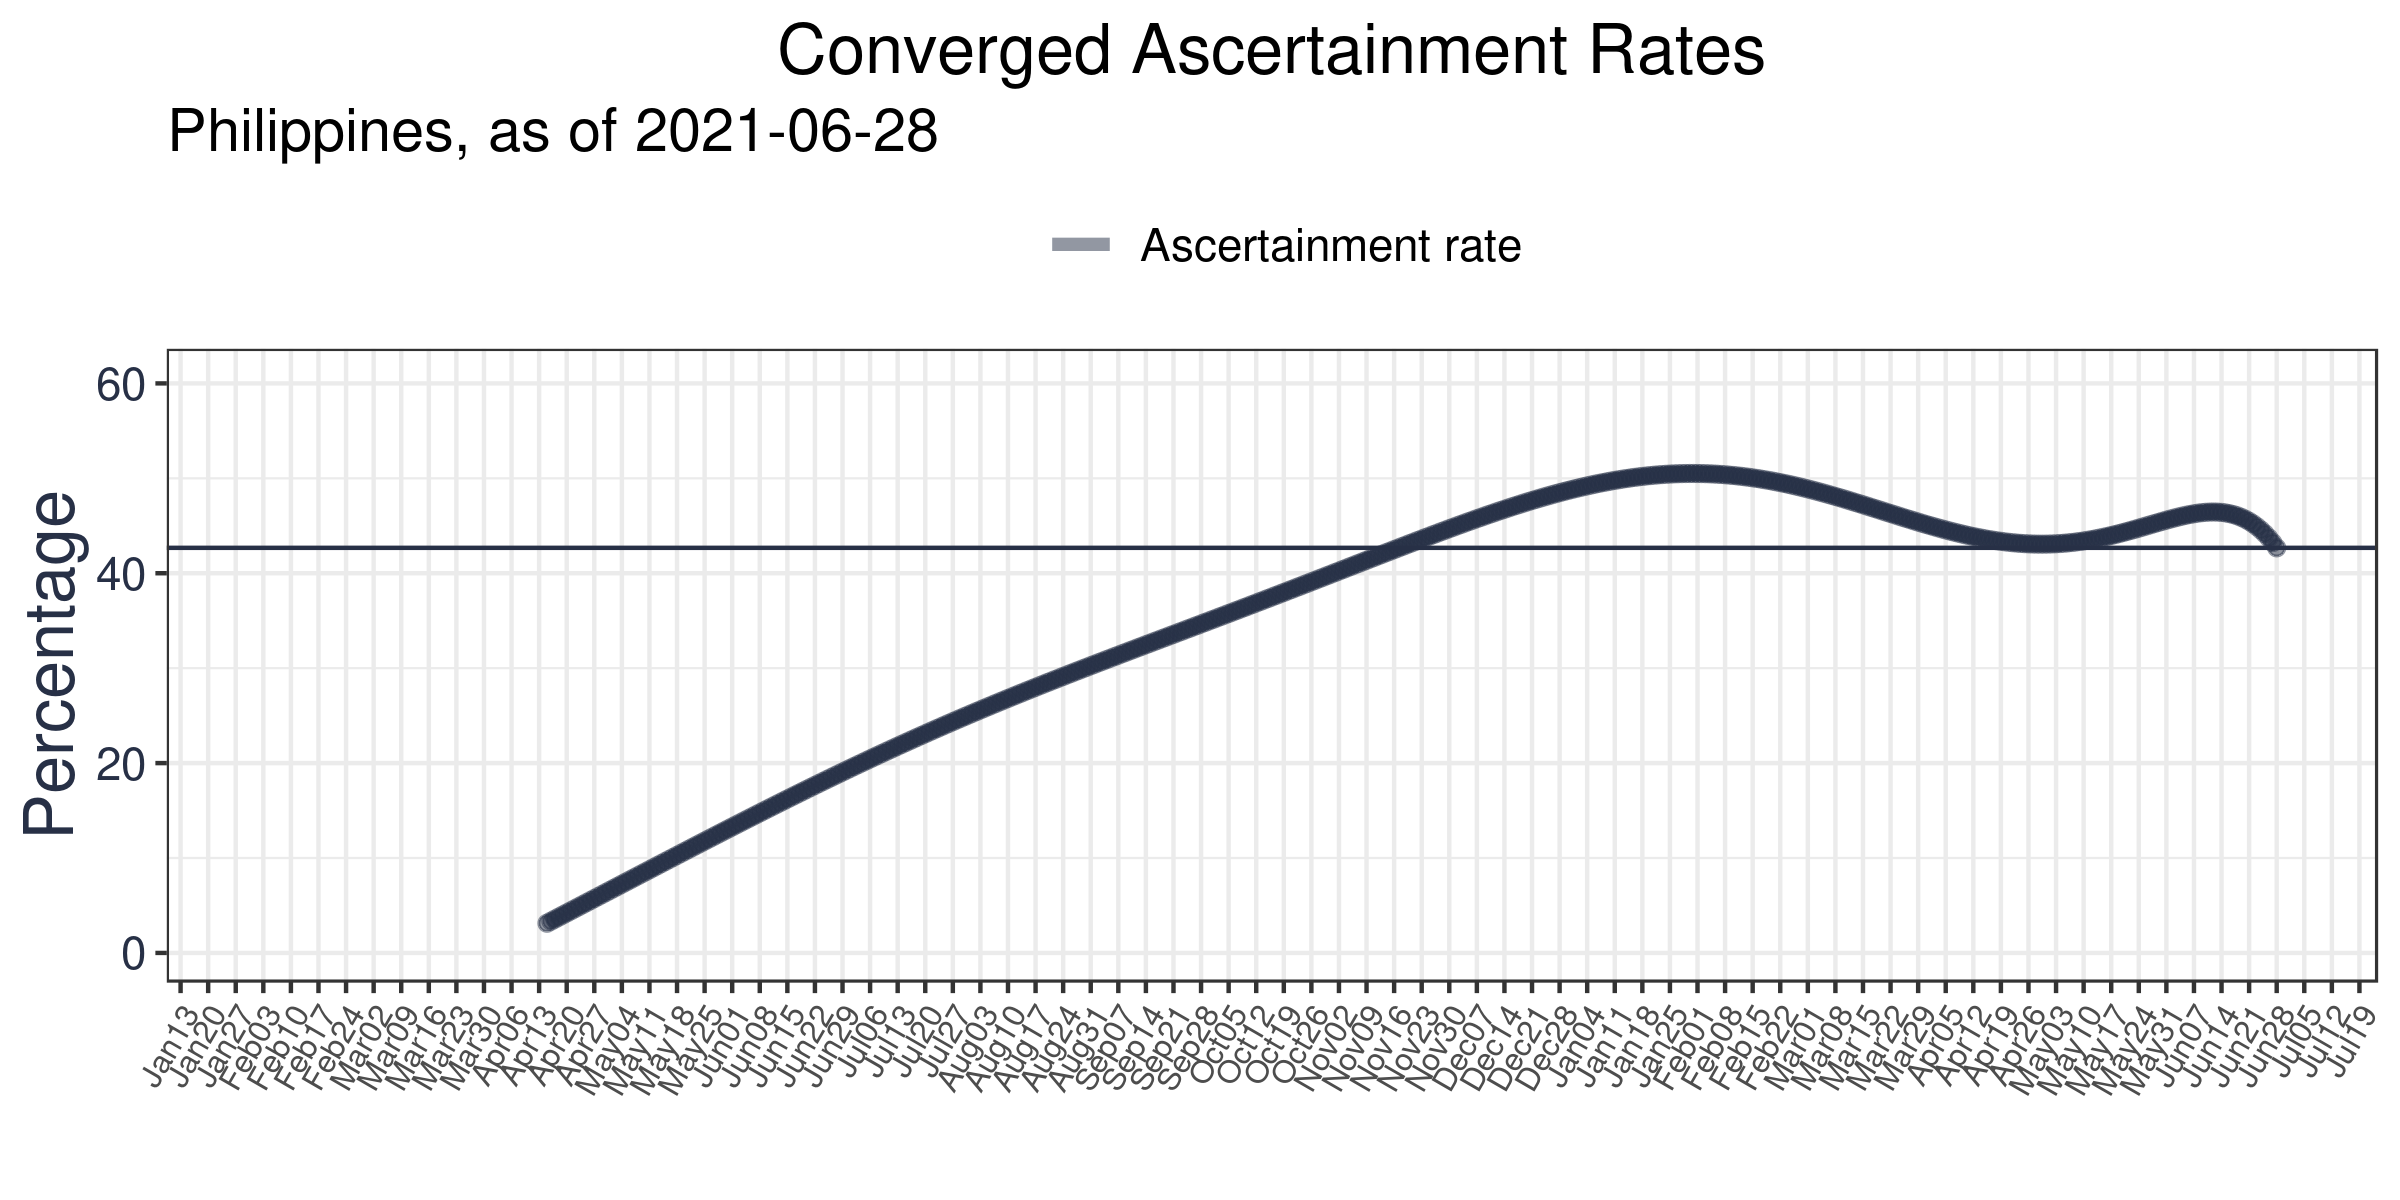 Converged Ascertainment Rates
Philippines, as of 2021-06-28
Ascertainment rate
Percentage
60
40
20
0
Jan13 Jan20 Jan27 Feb03 Feb10 Feb17 Feb24 Mar02 Mar09 Mar16 Mar23 Mar30 Apr06 Apr13 Apr20 Apr27 May04 May11 May18 May25 Jun01 Jun08 Jun15 Jun22 Jun29 Jul06 Jul13 Jul20 Jul27 Aug03 Aug10 Aug17 Aug24 Aug31 Sep07 Sep14 Sep21 Sep28 Oct05 Oct12 Oct19 Oct26 Nov02 Nov09 Nov16 Nov23 Nov30 Dec07 Dec14 Dec21 Dec28 Jan04 Jan11 Jan18 Jan25 Feb01 Feb08 Feb15 Feb22 Mar01 Mar08 Mar15 Mar22 Mar29 Apr05 Apr12 Apr19 Apr26 May03 May10 May17 May24 May31 Jun07 Jun14 Jun21 Jun28 Jul05 Jul12 Jul19